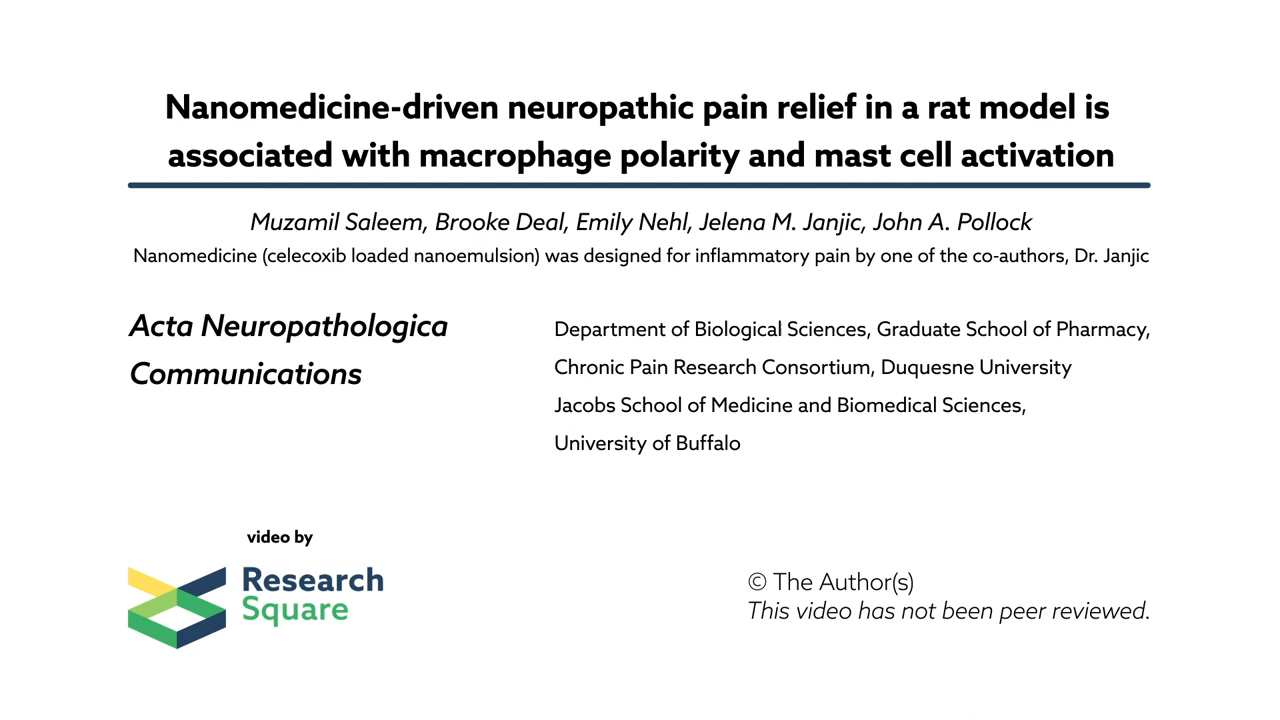 Nanomedicine-driven neuropathic pain relief in a rat model is
associated with macrophage polarity and mast cell activation
Muzamil Saleem, Brooke Deal, Emily Nehl, Jelena M. Janjic, John A. Pollock
Nanomedicine (celecoxib loaded nanoemulsion) was designed for inflammatory pain by one of the co-authors, Dr. Janjic
Acta Neuropathologica
Communications
Department of Biological Sciences, Graduate School of Pharmacy,
Chronic Pain Research Consortium, Duquesne University
Jacobs School of Medicine and Biomedical Sciences,
University of Buffalo
video by
Research
Square
© The Author(s)
This video has not been peer reviewed.